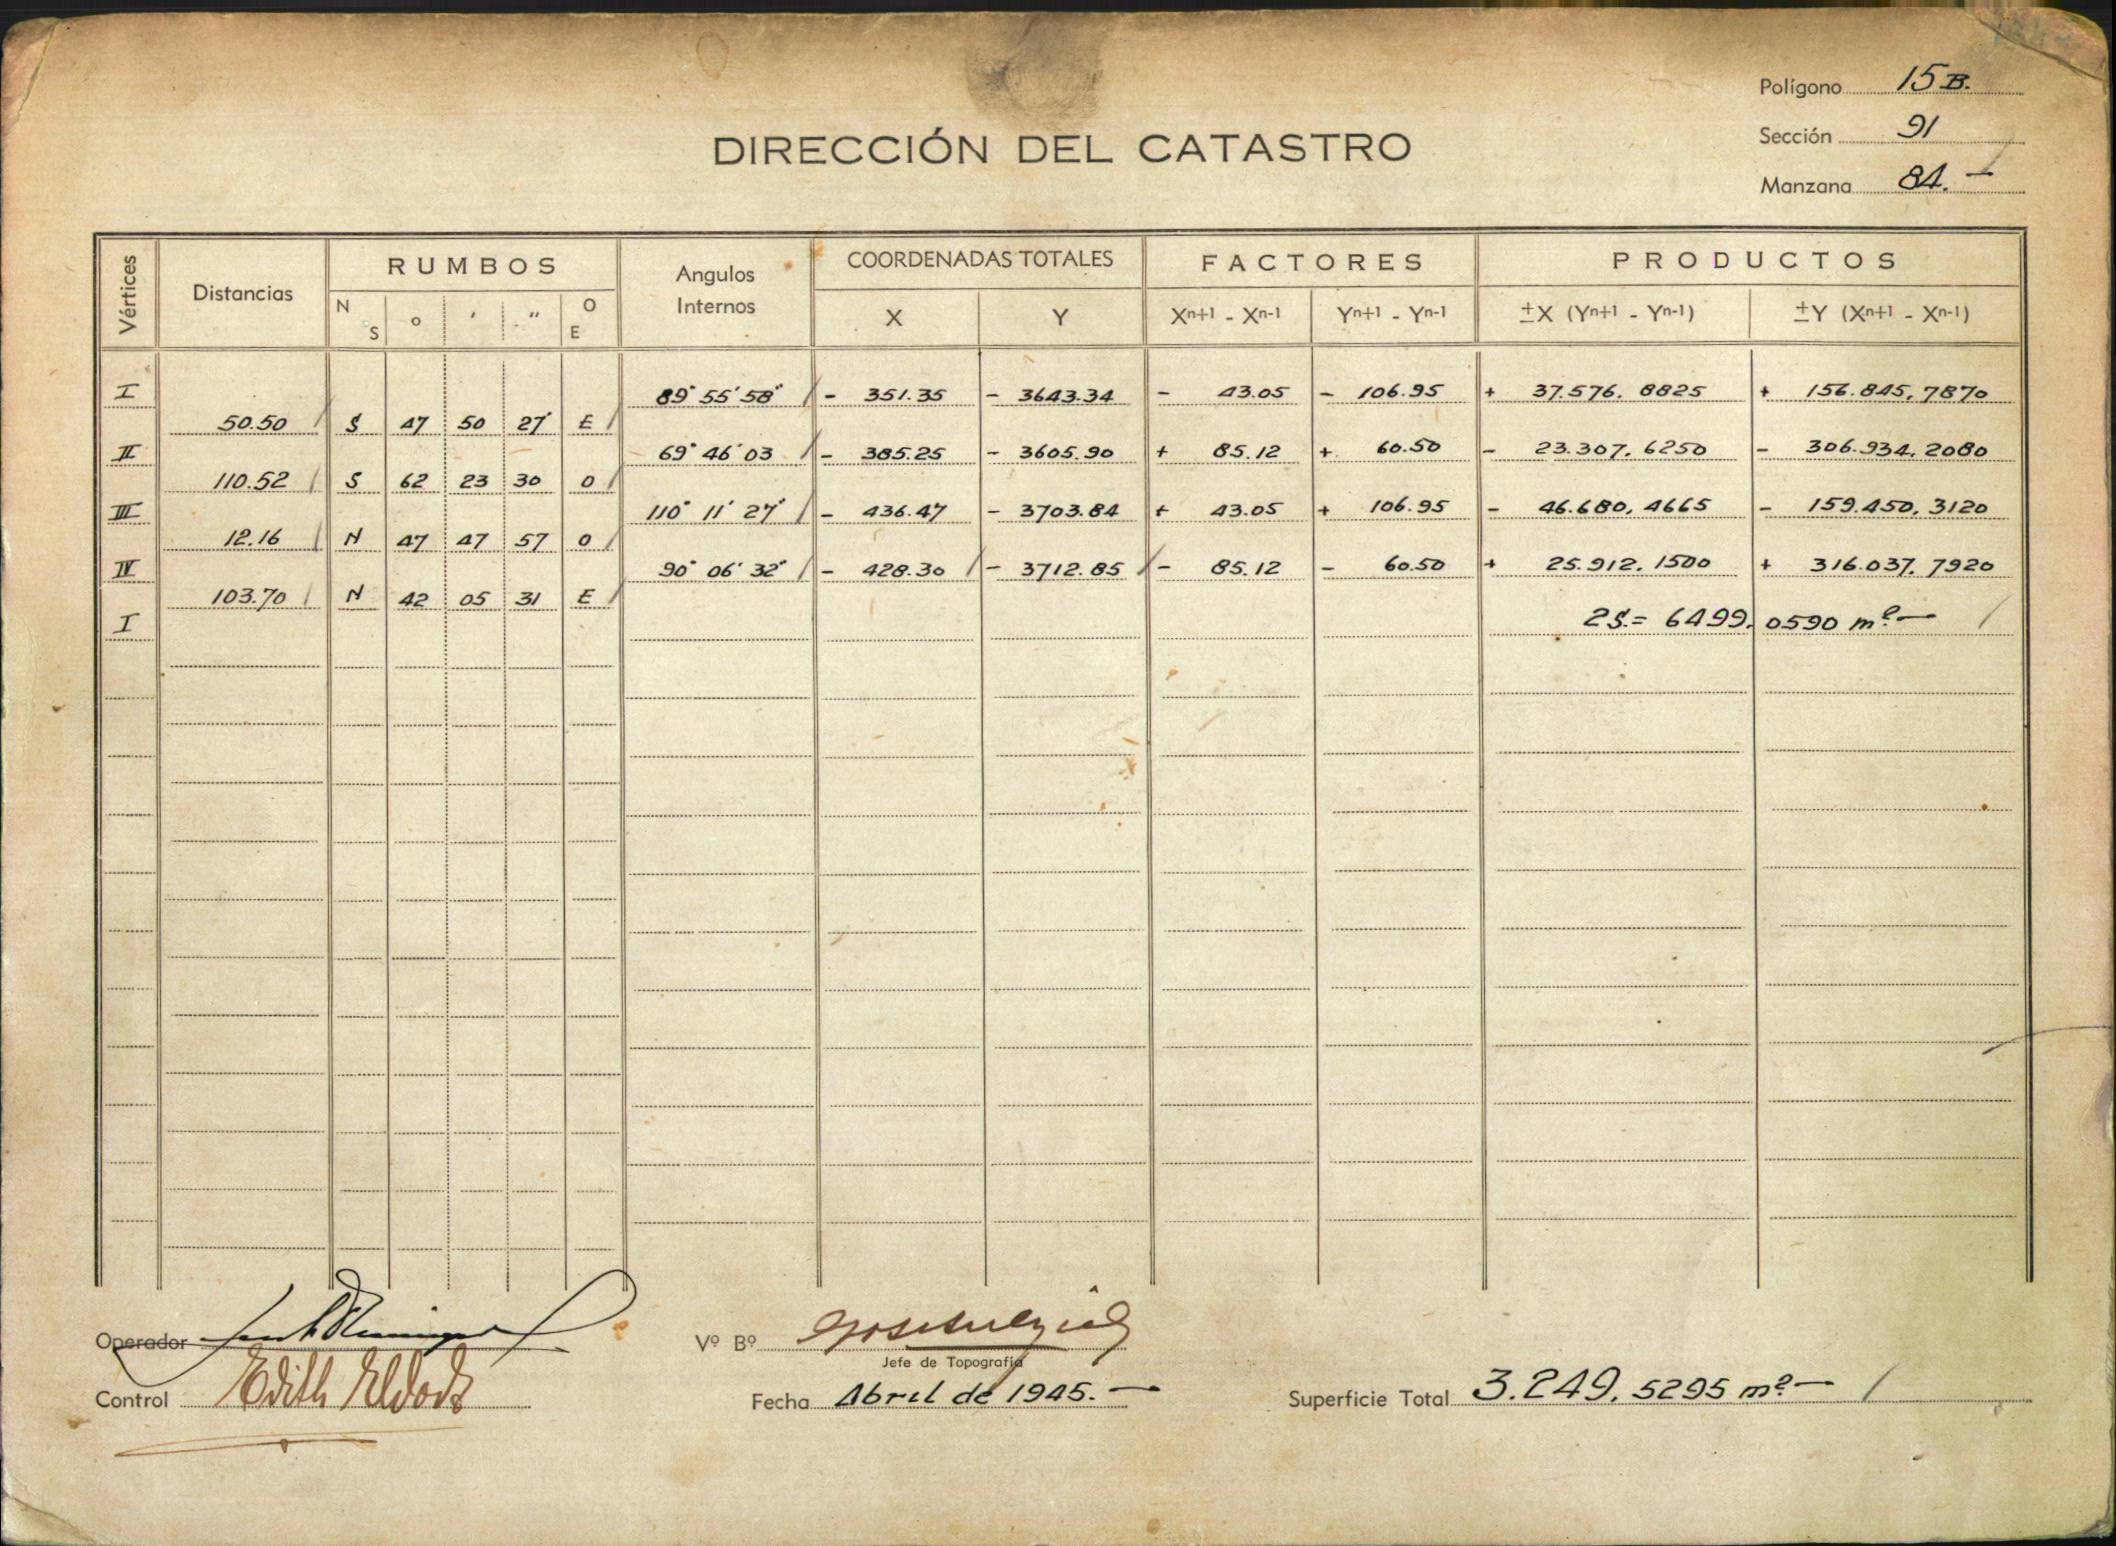 Polígono 15 B.
Sección 91
Manzana 84. —
DIRECCIÓN DEL CATASTRO
Vértices Distancias RUMBOS Angulos Internos COORDENADAS TOTALES FACTORES PRODUCTOS
N S o ' " O E X Y Xn+1 - Xn-1 Yn+1 - Yn-1 ±X (Yn+1 - Yn-1) ±Y (Xn+1 - Xn-1)
I 89° 55' 58" - 351.35 - 3643.34 - 43.05 - 106.95 + 37.576, 8825 + 156.845, 7870
50.50 S 47 50 27" E
II 69° 46' 03 - 385.25 - 3605.90 + 85.12 + 60.50 - 23.307, 6250 - 306.934, 2080
110.52 S 62 23 30 O
III 110° 11' 27" - 436.47 - 3703.84 + 43.05 + 106.95 - 46.680, 4665 - 159.450, 3120
12.16 N 47 47 57 O
IV 90° 06' 32" - 428.30 - 3712.85 - 85.12 - 60.50 + 25.912, 1500 + 316.037, 7920
103.70 N 42 05 31 E
I 2S.= 6499, 0590 m² —
Operador
Vº Bº
Jefe de Topografía
Control Edith
Fecha Abril de 1945. —
Superficie Total 3.249, 5295 m² —